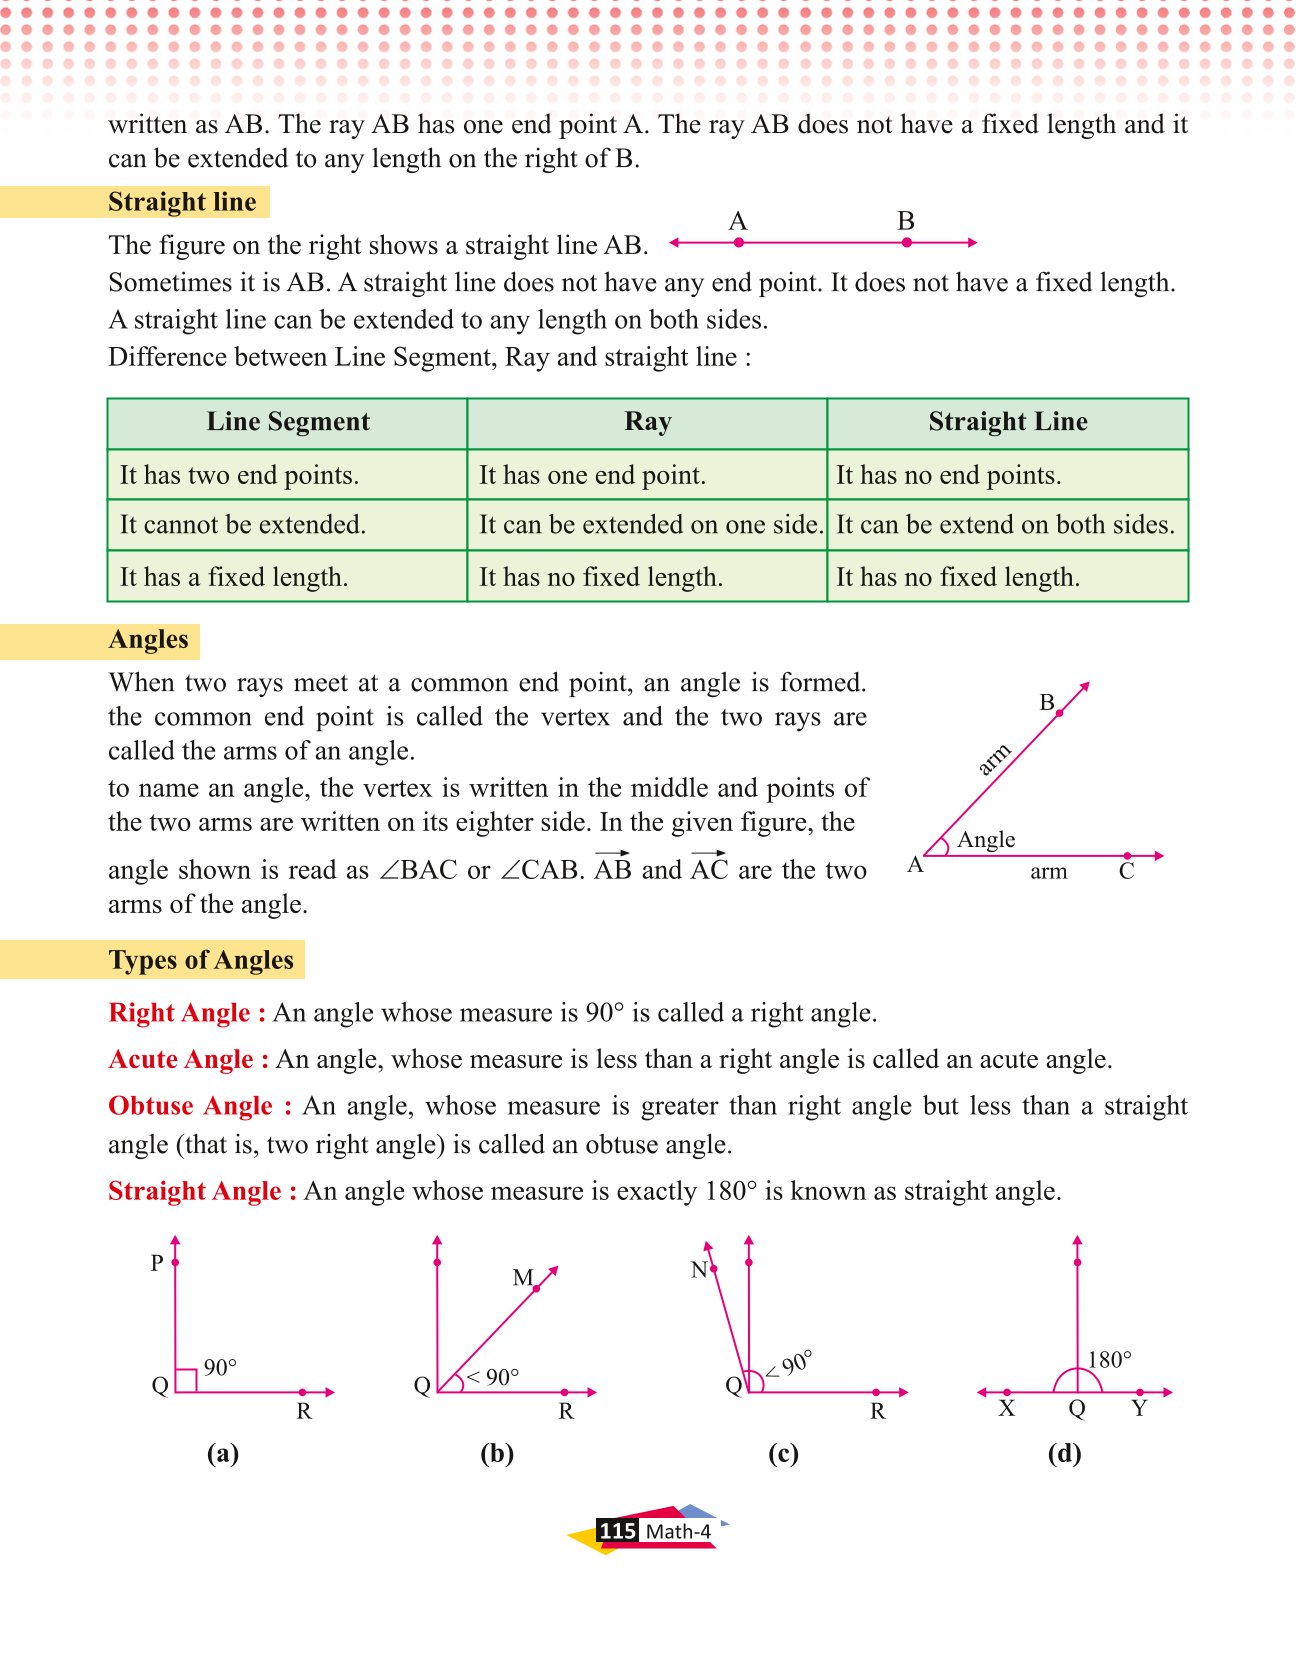 written as AB. The ray AB has one end point A. The ray AB does not have a fixed length and it
can be extended to any length on the right of B.
Straight line
A B
The figure on the right shows a straight line AB.
Sometimes it is AB. A straight line does not have any end point. It does not have a fixed length.
A straight line can be extended to any length on both sides.
Difference between Line Segment, Ray and straight line :
Line Segment Ray Straight Line
It has two end points. It has one end point. It has no end points.
It cannot be extended. It can be extended on one side. It can be extend on both sides.
It has a fixed length. It has no fixed length. It has no fixed length.
Angles
When two rays meet at a common end point, an angle is formed.
the common end point is called the vertex and the two rays are
called the arms of an angle.
to name an angle, the vertex is written in the middle and points of
the two arms are written on its eighter side. In the given figure, the
angle shown is read as ∠BAC or ∠CAB. AB and AC are the two
arms of the angle.
B
arm
Angle
A arm C
Types of Angles
Right Angle : An angle whose measure is 90° is called a right angle.
Acute Angle : An angle, whose measure is less than a right angle is called an acute angle.
Obtuse Angle : An angle, whose measure is greater than right angle but less than a straight
angle (that is, two right angle) is called an obtuse angle.
Straight Angle : An angle whose measure is exactly 180° is known as straight angle.
P
90°
Q
R
(a)
M
< 90°
Q
R
(b)
N
∠ 90°
Q
R
(c)
180°
X Q Y
(d)
115 Math-4